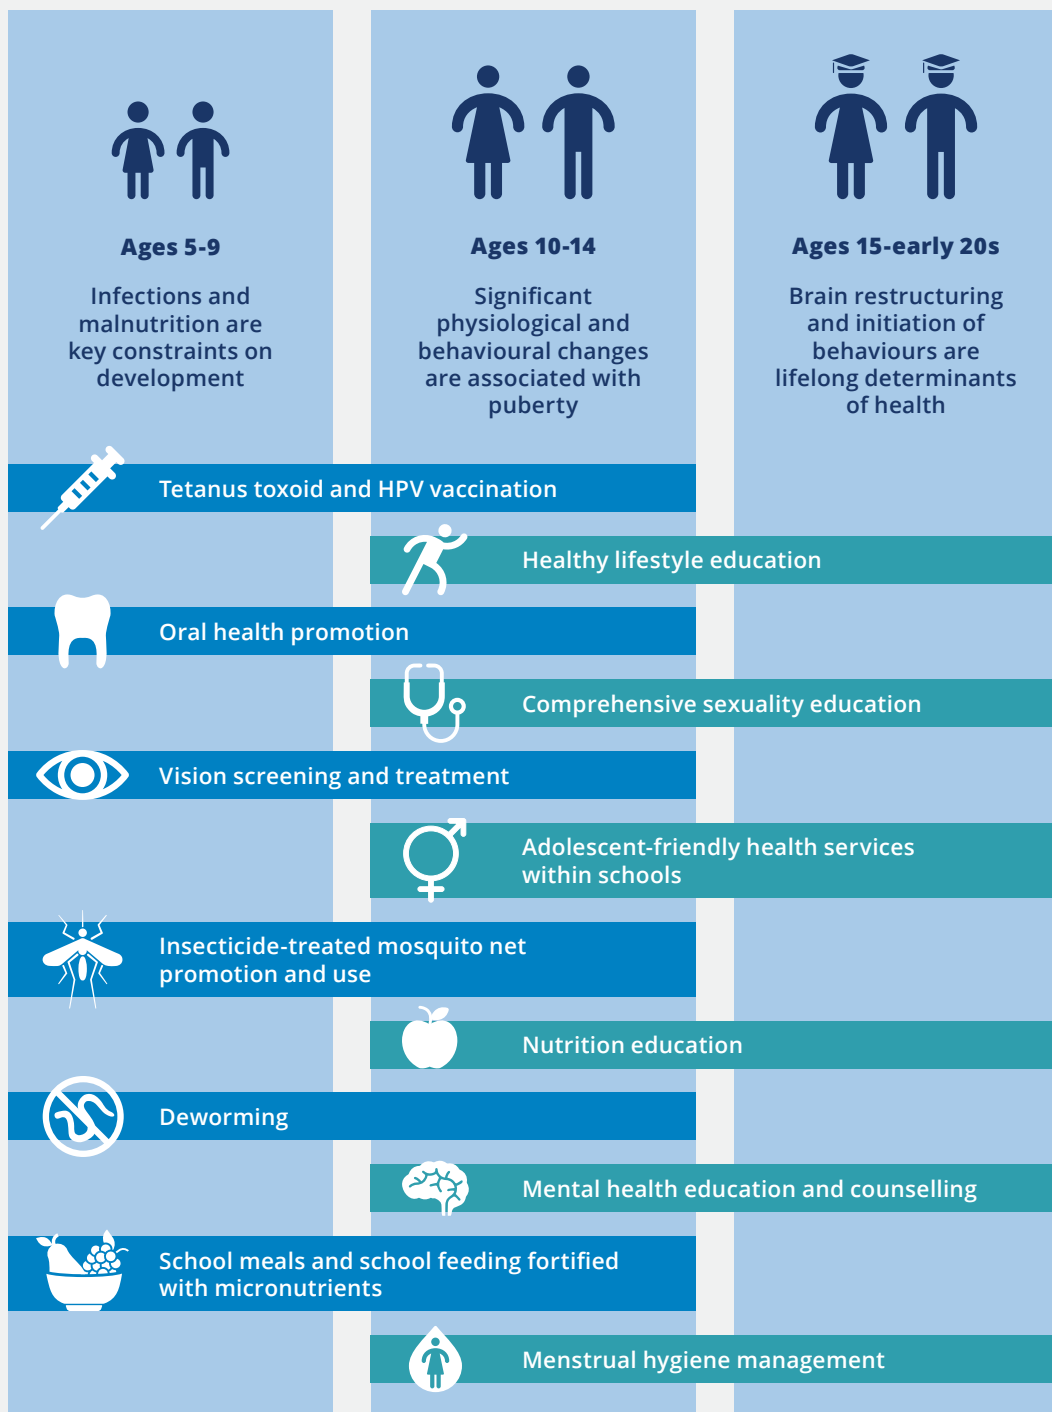 Ages 5-9
Infections and
malnutrition are
key constraints on
development
Ages 10-14
Significant
physiological and
behavioural changes
are associated with
puberty
Ages 15-early 20s
Brain restructuring
and initiation of
behaviours are
lifelong determinants
of health
Tetanus toxoid and HPV vaccination
Healthy lifestyle education
Oral health promotion
Comprehensive sexuality education
Vision screening and treatment
Adolescent-friendly health services
within schools
Insecticide-treated mosquito net
promotion and use
Nutrition education
Deworming
Mental health education and counselling
School meals and school feeding fortified
with micronutrients
Menstrual hygiene management